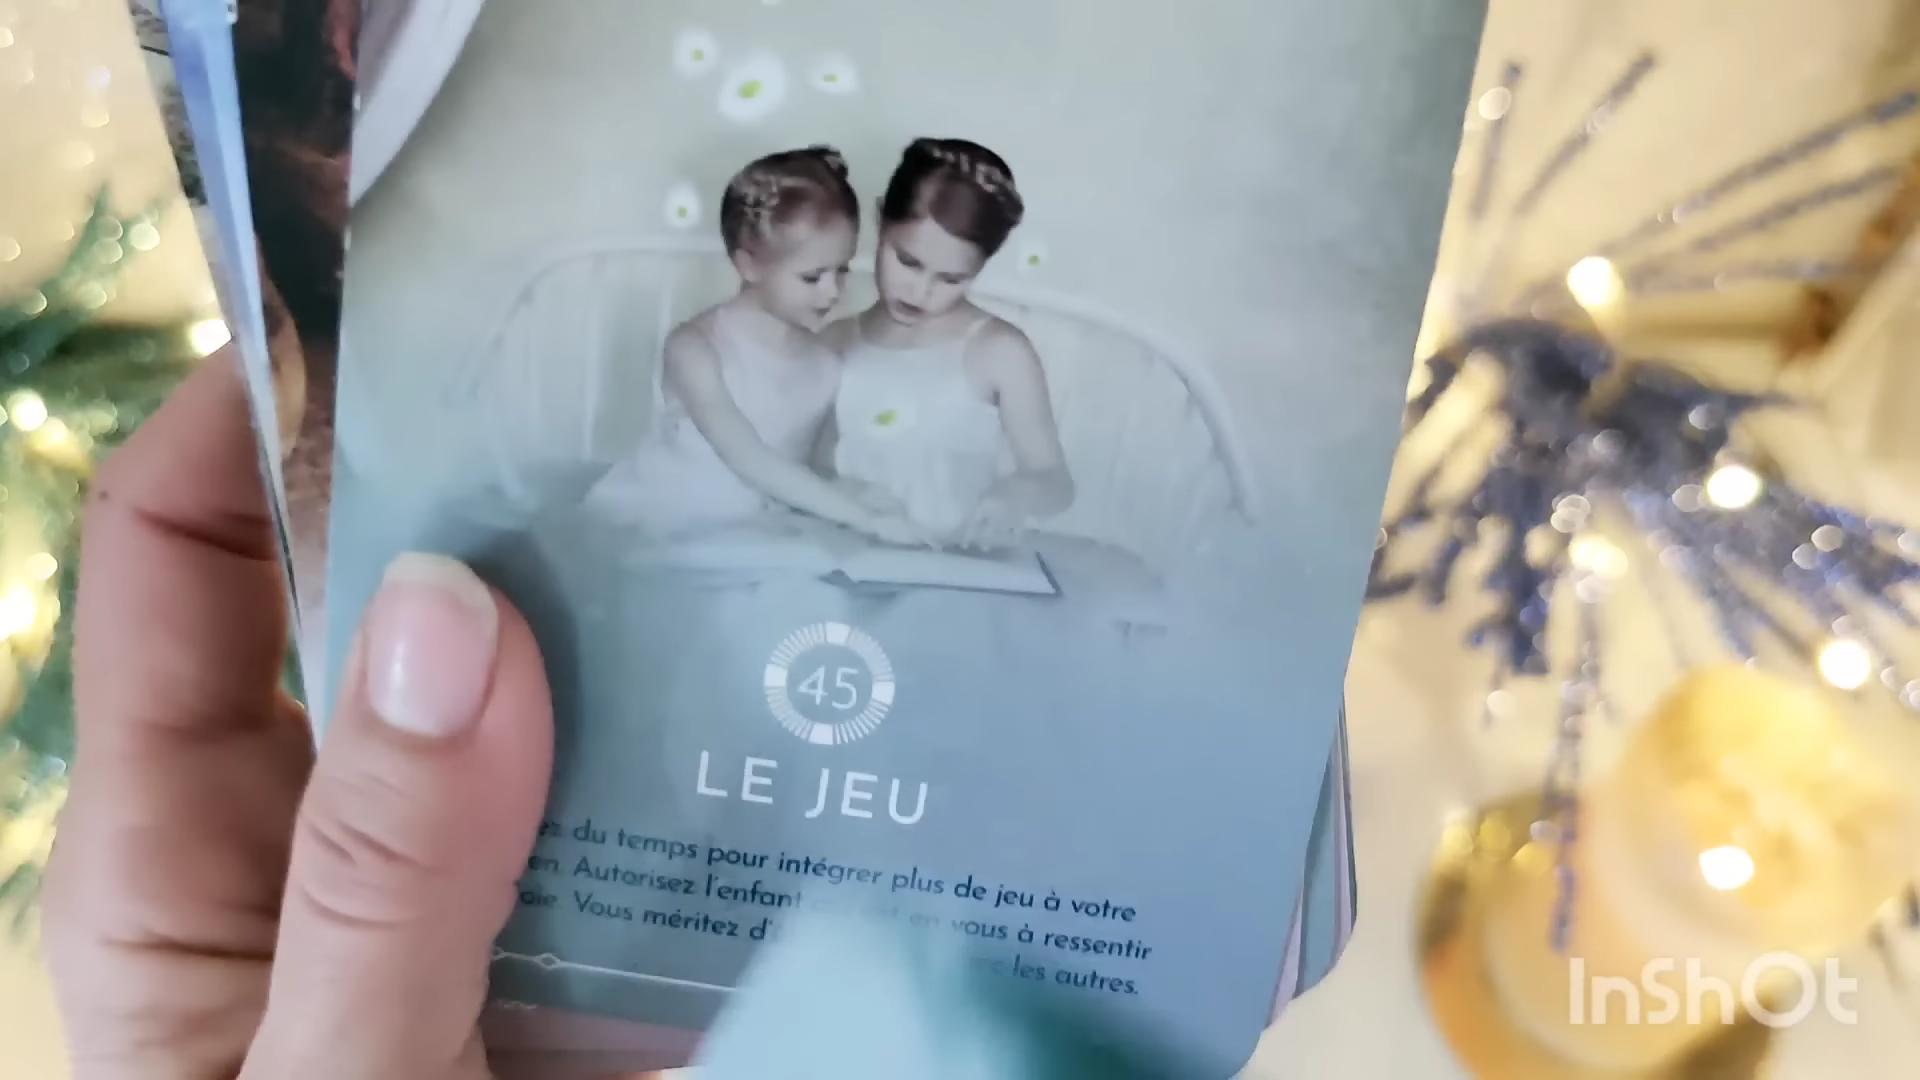 45
LE JEU
du temps pour intégrer plus de jeu à votre
Autorisez l'enfant en vous à ressentir
Vous méritez les autres.
InShOt